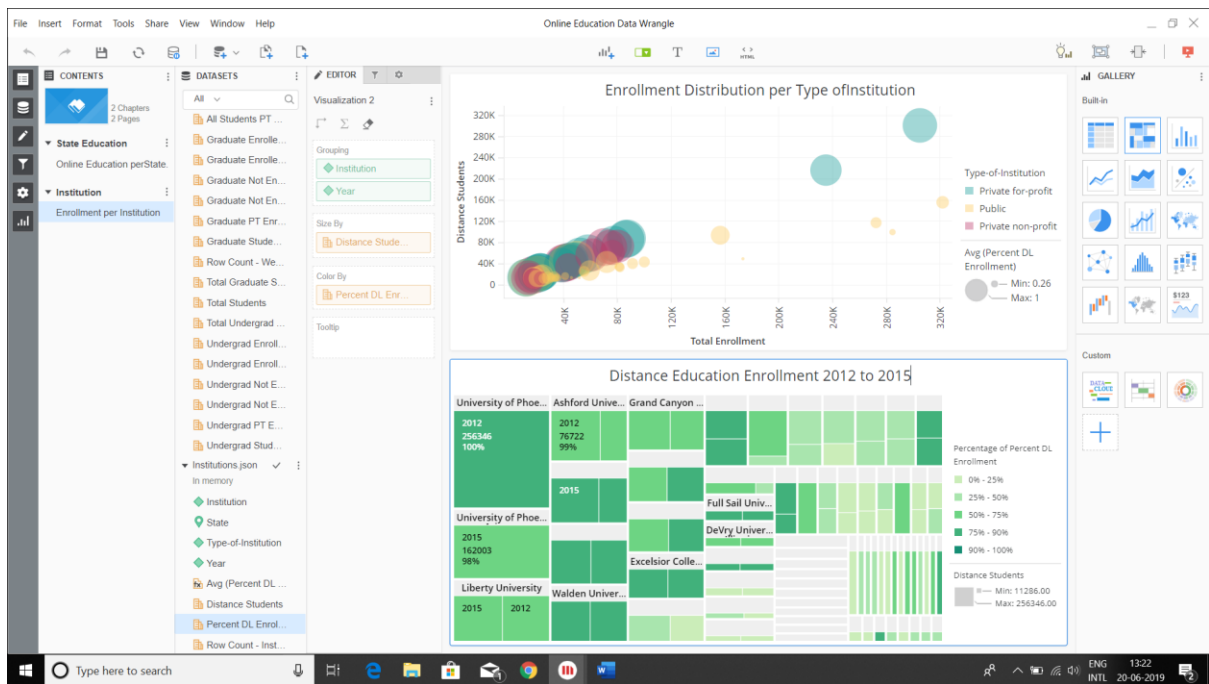 File Insert Format Tools Share View Window Help
Online Education Data Wrangle
HTML
CONTENTS
2 Chapters
2 Pages
State Education
Online Education perState.
Institution
Enrollment per Institution
DATASETS
All
All Students PT ...
Graduate Enrolle...
Graduate Enrolle...
Graduate Not En...
Graduate Not En...
Graduate PT Enr...
Graduate Stude...
Row Count - We...
Total Graduate S...
Total Students
Total Undergrad ...
Undergrad Enroll...
Undergrad Enroll...
Undergrad Not E...
Undergrad Not E...
Undergrad PT E...
Undergrad Stud...
Institutions.json
In memory
Institution
State
Type-of-Institution
Year
Avg (Percent DL ...
Distance Students
Percent DL Enrol...
Row Count - Inst...
EDITOR
Visualization 2
Grouping
Institution
Year
Size By
Distance Stude...
Color By
Percent DL Enr...
Tooltip
Enrollment Distribution per Type ofInstitution
Distance Students
320K
280K
240K
200K
160K
120K
80K
40K
0
40K 80K 120K 160K 200K 240K 280K 320K
Total Enrollment
Type-of-Institution
Private for-profit
Public
Private non-profit
Avg (Percent DL
Enrollment)
Min: 0.26
Max: 1
Distance Education Enrollment 2012 to 2015
University of Phoe... Ashford Unive... Grand Canyon ...
2012
256346
100%
2012
76722
99%
2015
University of Phoe...
2015
162003
98%
Liberty University
2015 2012
Walden Univer...
Excelsior Colle...
Full Sail Univ...
DeVry Univer...
Percentage of Percent DL
Enrollment
0% - 25%
25% - 50%
50% - 75%
75% - 90%
90% - 100%
Distance Students
Min: 11286.00
Max: 256346.00
GALLERY
Built-in
$123
Custom
DATA
CLOUD
Type here to search
ENG
INTL
13:22
20-06-2019